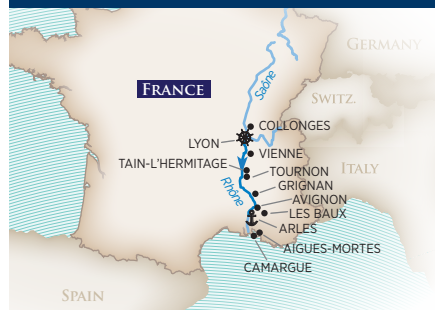 GERMANY
Saône
FRANCE
SWITZ.
COLLONGES
LYON
VIENNE
TAIN-L'HERMITAGE
TOURNON
ITALY
Rhône
GRIGNAN
AVIGNON
LES BAUX
ARLES
AIGUES-MORTES
CAMARGUE
SPAIN